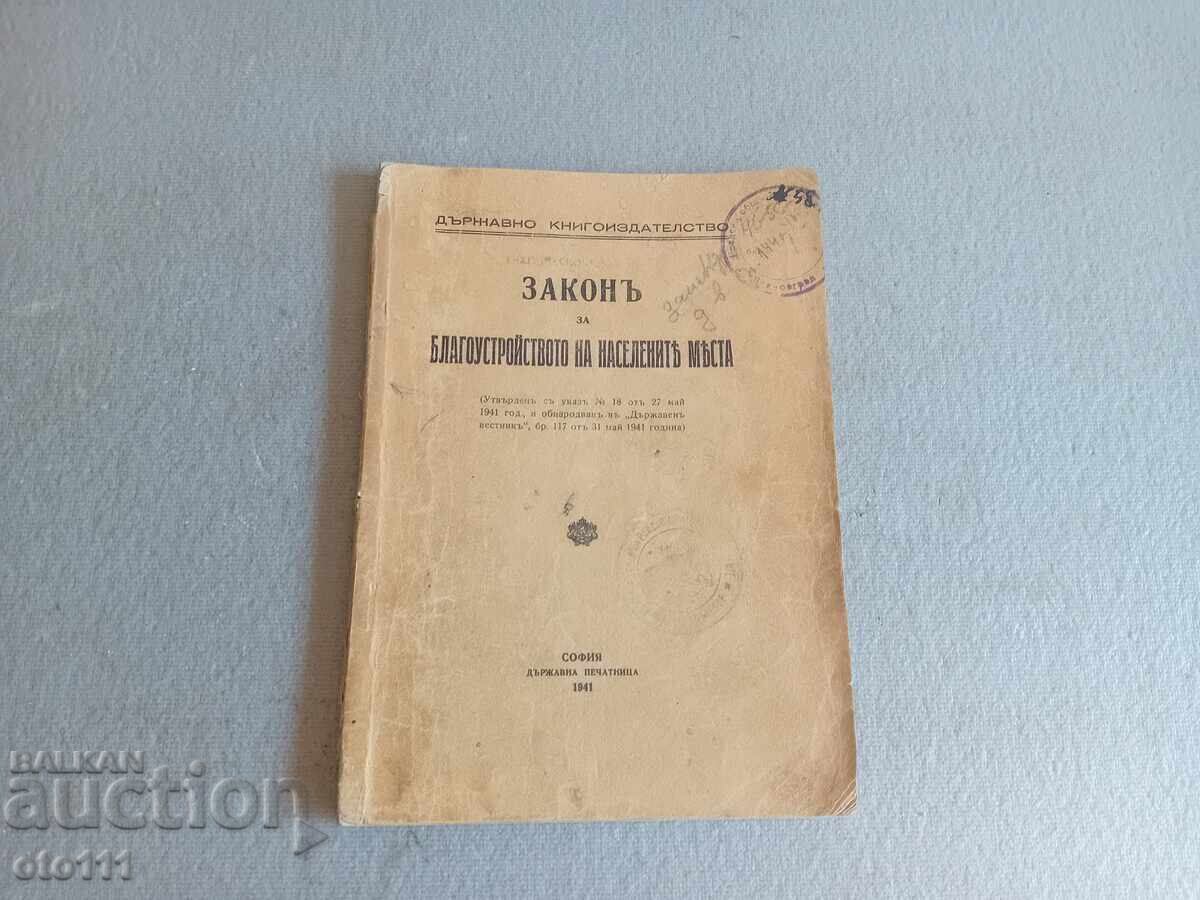 ДЪРЖАВНО КНИГОИЗДАТЕЛСТВО
ЗАКОНЪ
ЗА
БЛАГОУСТРОЙСТВОТО НА НАСЕЛЕНИТѢ МѢСТА
(Утвърденъ съ указъ № 18 отъ 27 май
1941 год., и обнародванъ въ „Държавенъ
вестникъ", бр. 117 отъ 31 май 1941 година)
СОФИЯ
ДЪРЖАВНА ПЕЧАТНИЦА
1941
BALKAN
auction
oto111